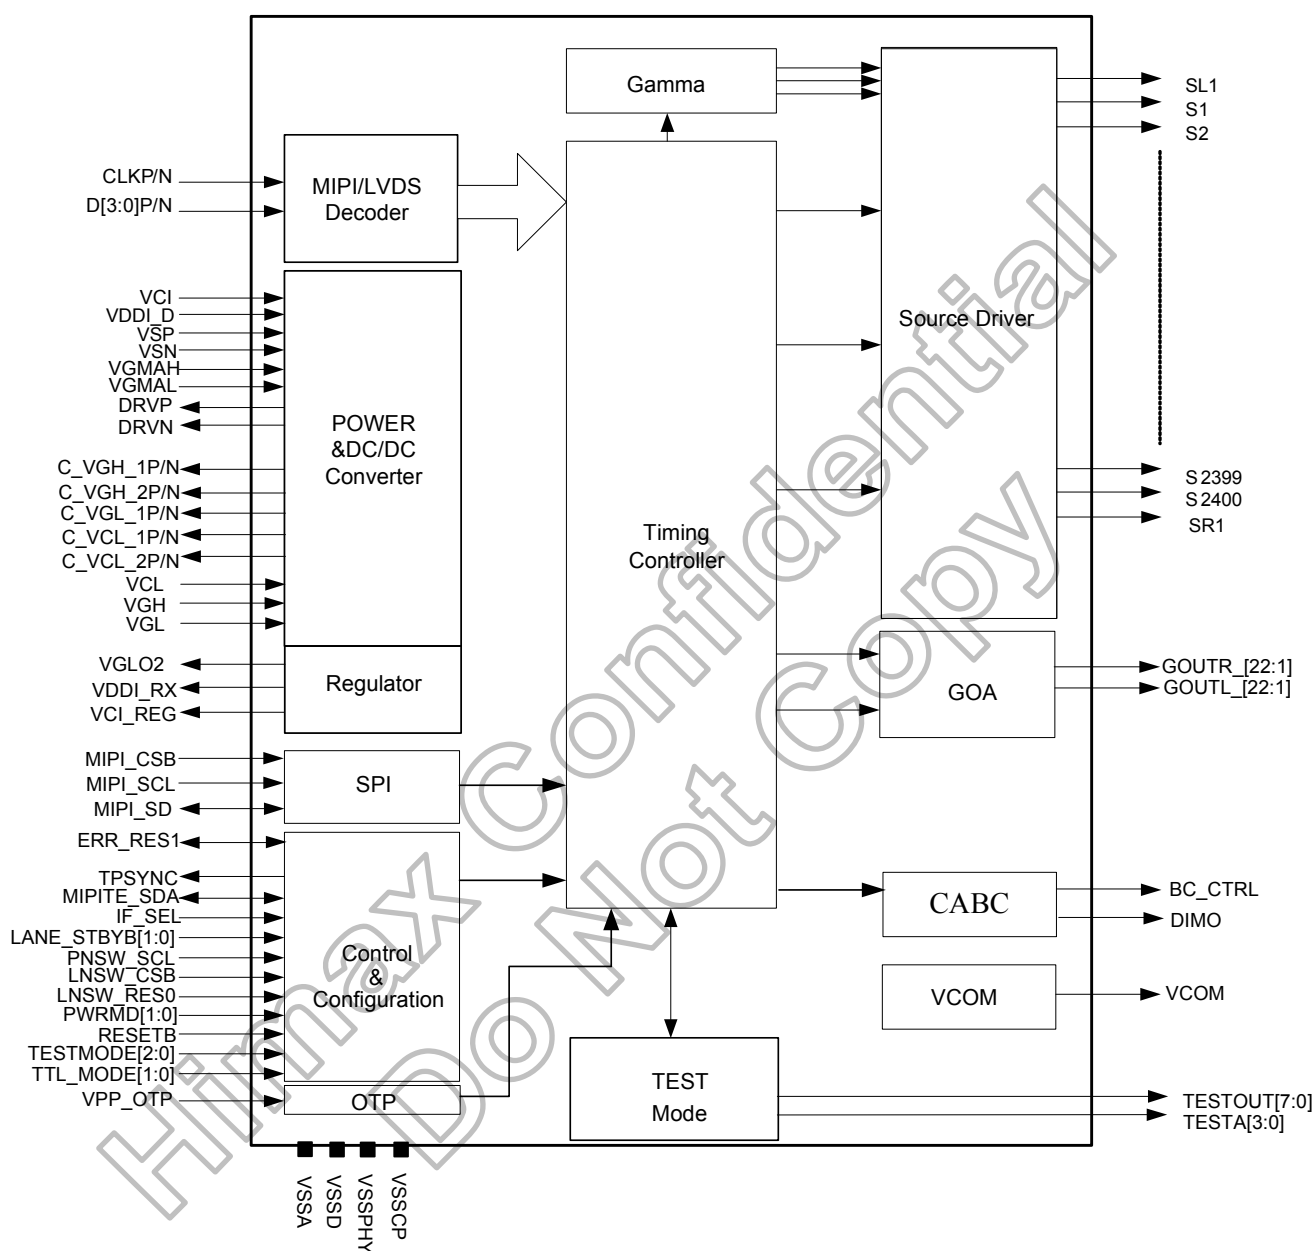 Gamma
SL1
S1
S2
CLKP/N
D[3:0]P/N
MIPI/LVDS
Decoder
VCI
VDDI_D
VSP
VSN
VGMAH
VGMAL
DRVP
DRVN
C_VGH_1P/N
C_VGH_2P/N
C_VGL_1P/N
C_VCL_1P/N
C_VCL_2P/N
VCL
VGH
VGL
POWER
&DC/DC
Converter
Timing
Controller
Source Driver
S2399
S2400
SR1
VGLO2
VDDI_RX
VCI_REG
Regulator
GOA
GOUTR_[22:1]
GOUTL_[22:1]
MIPI_CSB
MIPI_SCL
MIPI_SD
SPI
ERR_RES1
TPSYNC
MIPITE_SDA
IF_SEL
LANE_STBYB[1:0]
PNSW_SCL
LNSW_CSB
LNSW_RES0
PWRMD[1:0]
RESETB
TESTMODE[2:0]
TTL_MODE[1:0]
VPP_OTP
Control
&
Configuration
OTP
CABC
BC_CTRL
DIMO
VCOM
VCOM
TEST
Mode
TESTOUT[7:0]
TESTA[3:0]
VSSA
VSSD
VSSPHY
VSSCP
Himax Confidential
Do Not Copy